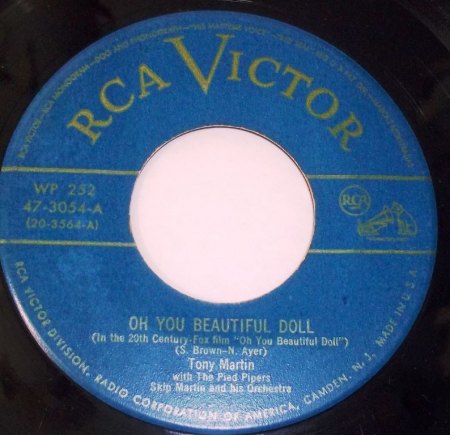 RCA VICTOR
WP 252
47-3054-A
(20-3564-A)
RCA
OH YOU BEAUTIFUL DOLL
(In the 20th Century-Fox film "Oh You Beautiful Doll")
(S. Brown-N. Ayer)
Tony Martin
with The Pied Pipers
Skip Martin and his Orchestra
RCA VICTOR DIVISION, RADIO CORPORATION OF AMERICA, CAMDEN, N. J. MADE IN U.S.A.